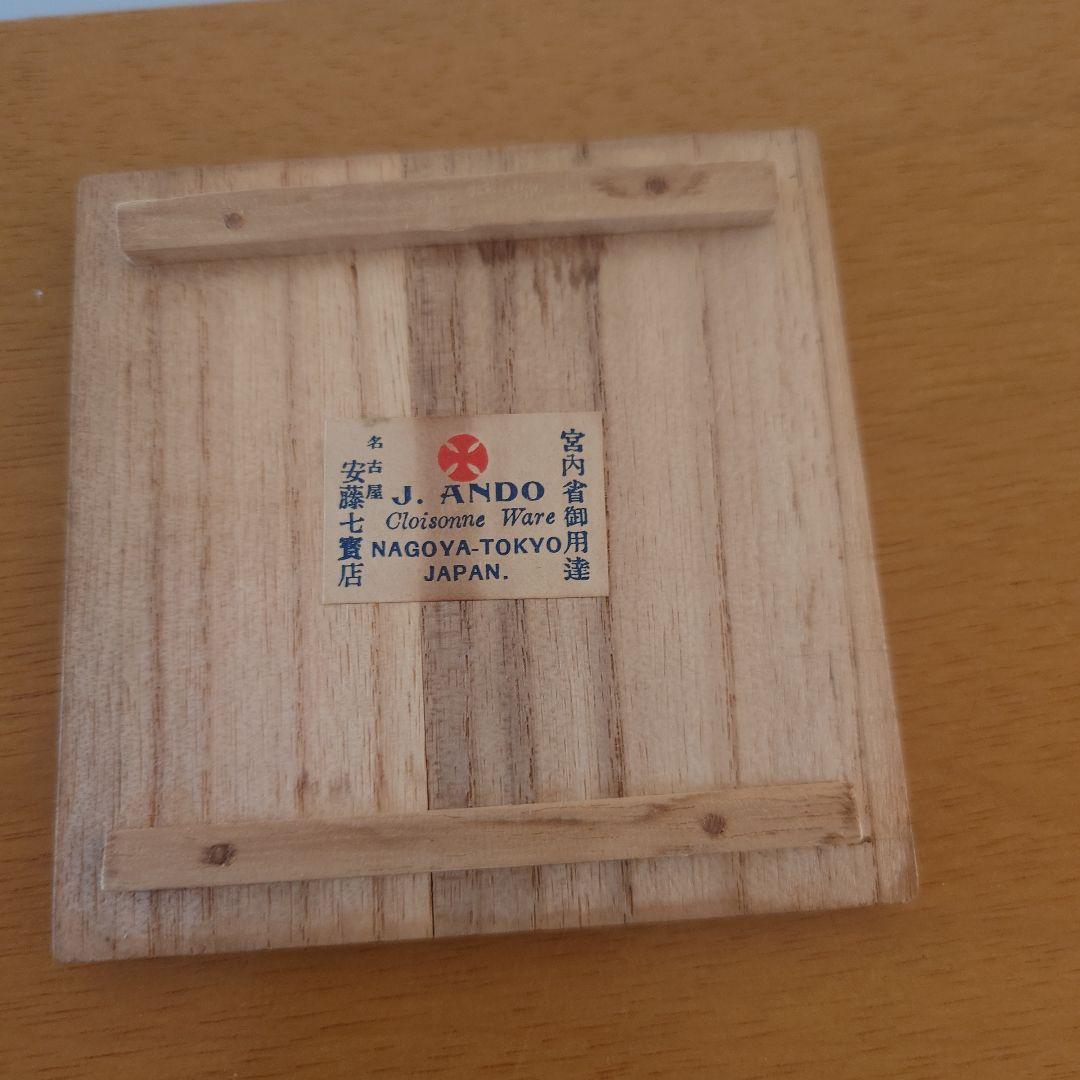 宮内省御用達
J. ANDO
Cloisonne Ware
NAGOYA-TOKYO
JAPAN.
名古屋
安藤七寳店